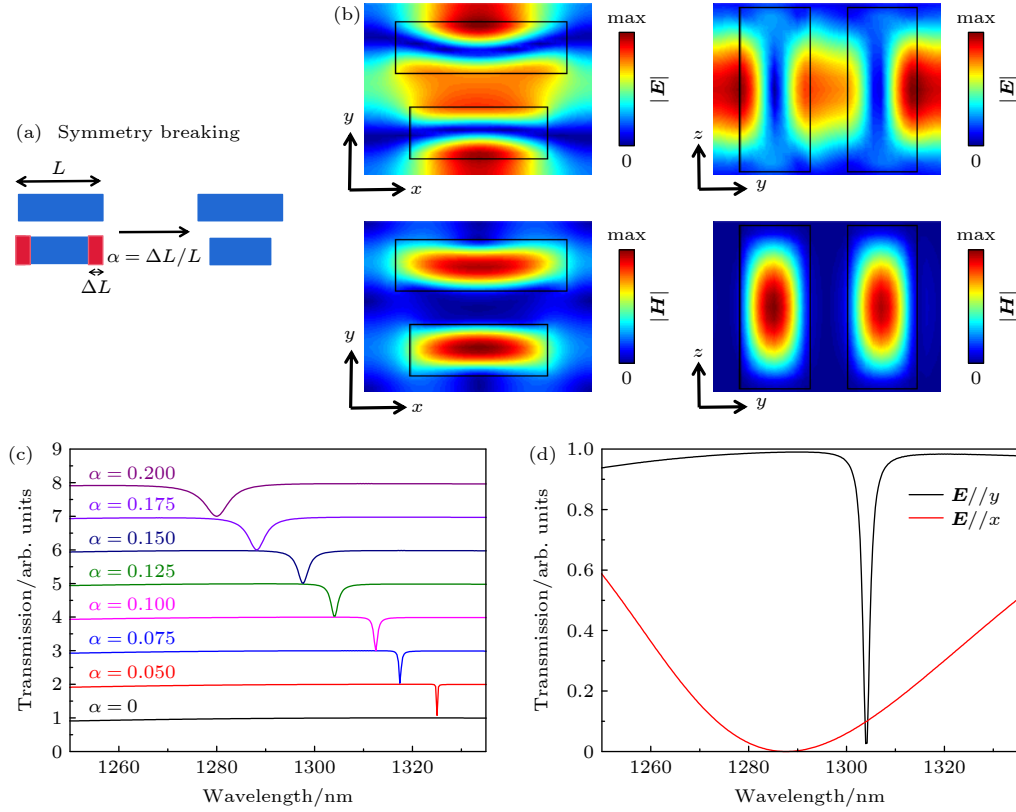 (a) Symmetry breaking
L
α = ΔL/L
ΔL
(b)
y
x
max
|E|
0
z
y
max
|E|
0
y
x
max
|H|
0
z
y
max
|H|
0
(c)
9
8
7
6
5
4
3
2
1
0
Transmission/arb. units
α = 0.200
α = 0.175
α = 0.150
α = 0.125
α = 0.100
α = 0.075
α = 0.050
α = 0
1260 1280 1300 1320
Wavelength/nm
(d)
1.0
0.8
0.6
0.4
0.2
0
Transmission/arb. units
E//y
E//x
1260 1280 1300 1320
Wavelength/nm